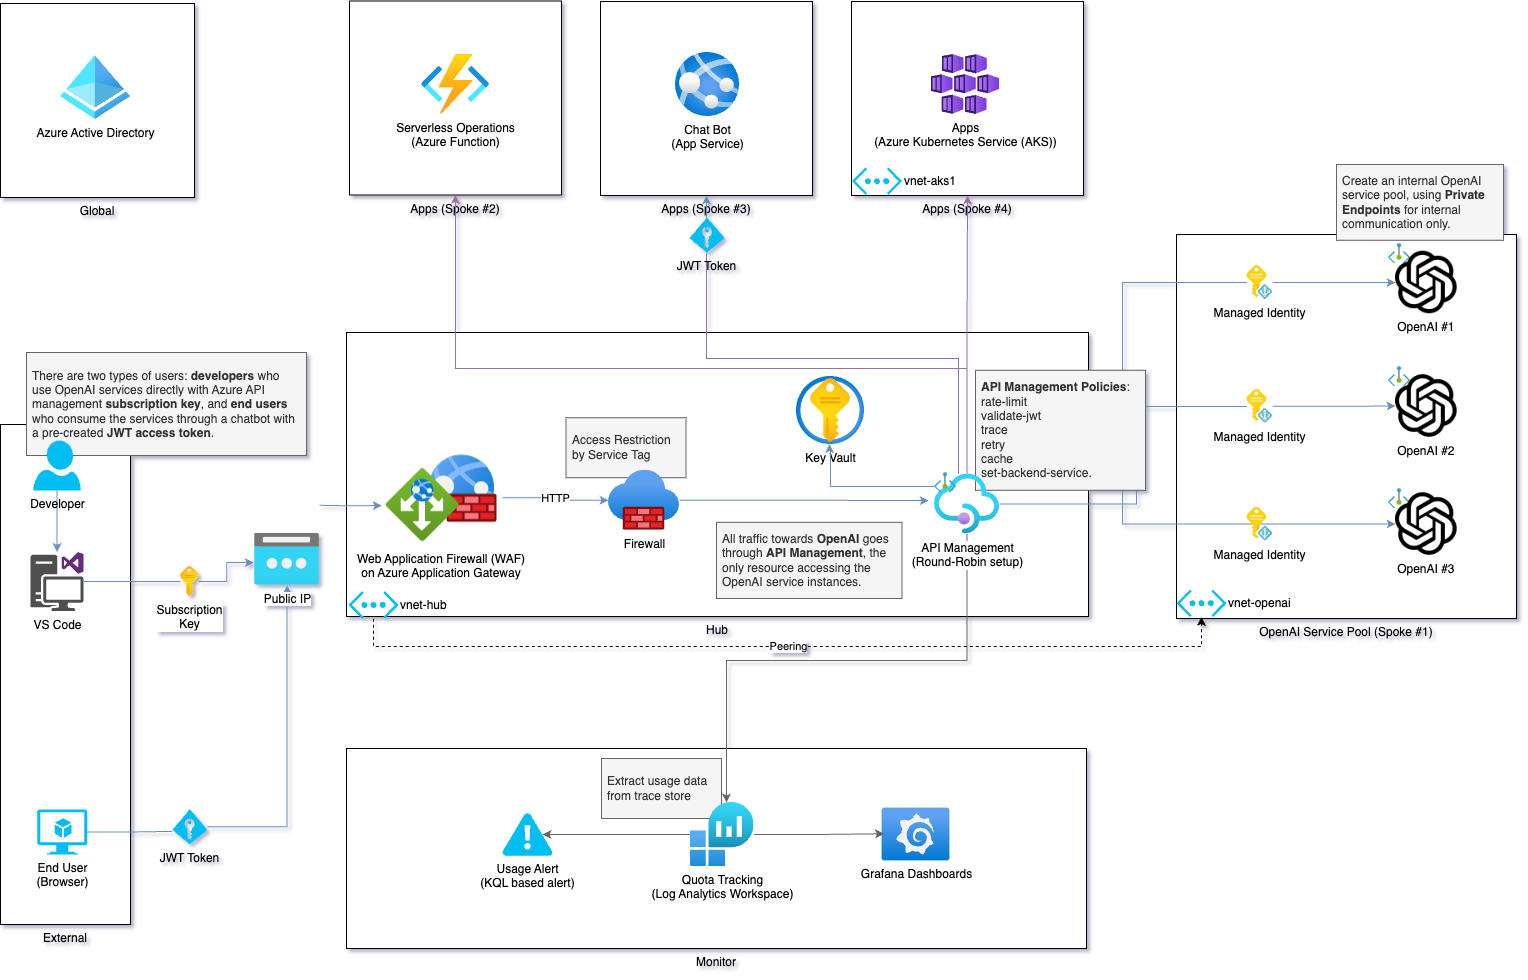 Azure Active Directory
Global
Serverless Operations
(Azure Function)
Apps (Spoke #2)
Chat Bot
(App Service)
Apps (Spoke #3)
JWT Token
Apps
(Azure Kubernetes Service (AKS))
vnet-aks1
Apps (Spoke #4)
Create an internal OpenAI
service pool, using Private
Endpoints for internal
communication only.
Managed Identity
OpenAI #1
Managed Identity
OpenAI #2
Managed Identity
OpenAI #3
vnet-openai
OpenAI Service Pool (Spoke #1)
There are two types of users: developers who
use OpenAI services directly with Azure API
management subscription key, and end users
who consume the services through a chatbot with
a pre-created JWT access token.
Developer
VS Code
Subscription
Key
Public IP
End User
(Browser)
JWT Token
External
Web Application Firewall (WAF)
on Azure Application Gateway
vnet-hub
HTTP
Access Restriction
by Service Tag
Firewall
Key Vault
All traffic towards OpenAI goes
through API Management, the
only resource accessing the
OpenAI service instances.
API Management Policies:
rate-limit
validate-jwt
trace
retry
cache
set-backend-service.
API Management
(Round-Robin setup)
Hub
Peering
Extract usage data
from trace store
Usage Alert
(KQL based alert)
Quota Tracking
(Log Analytics Workspace)
Grafana Dashboards
Monitor